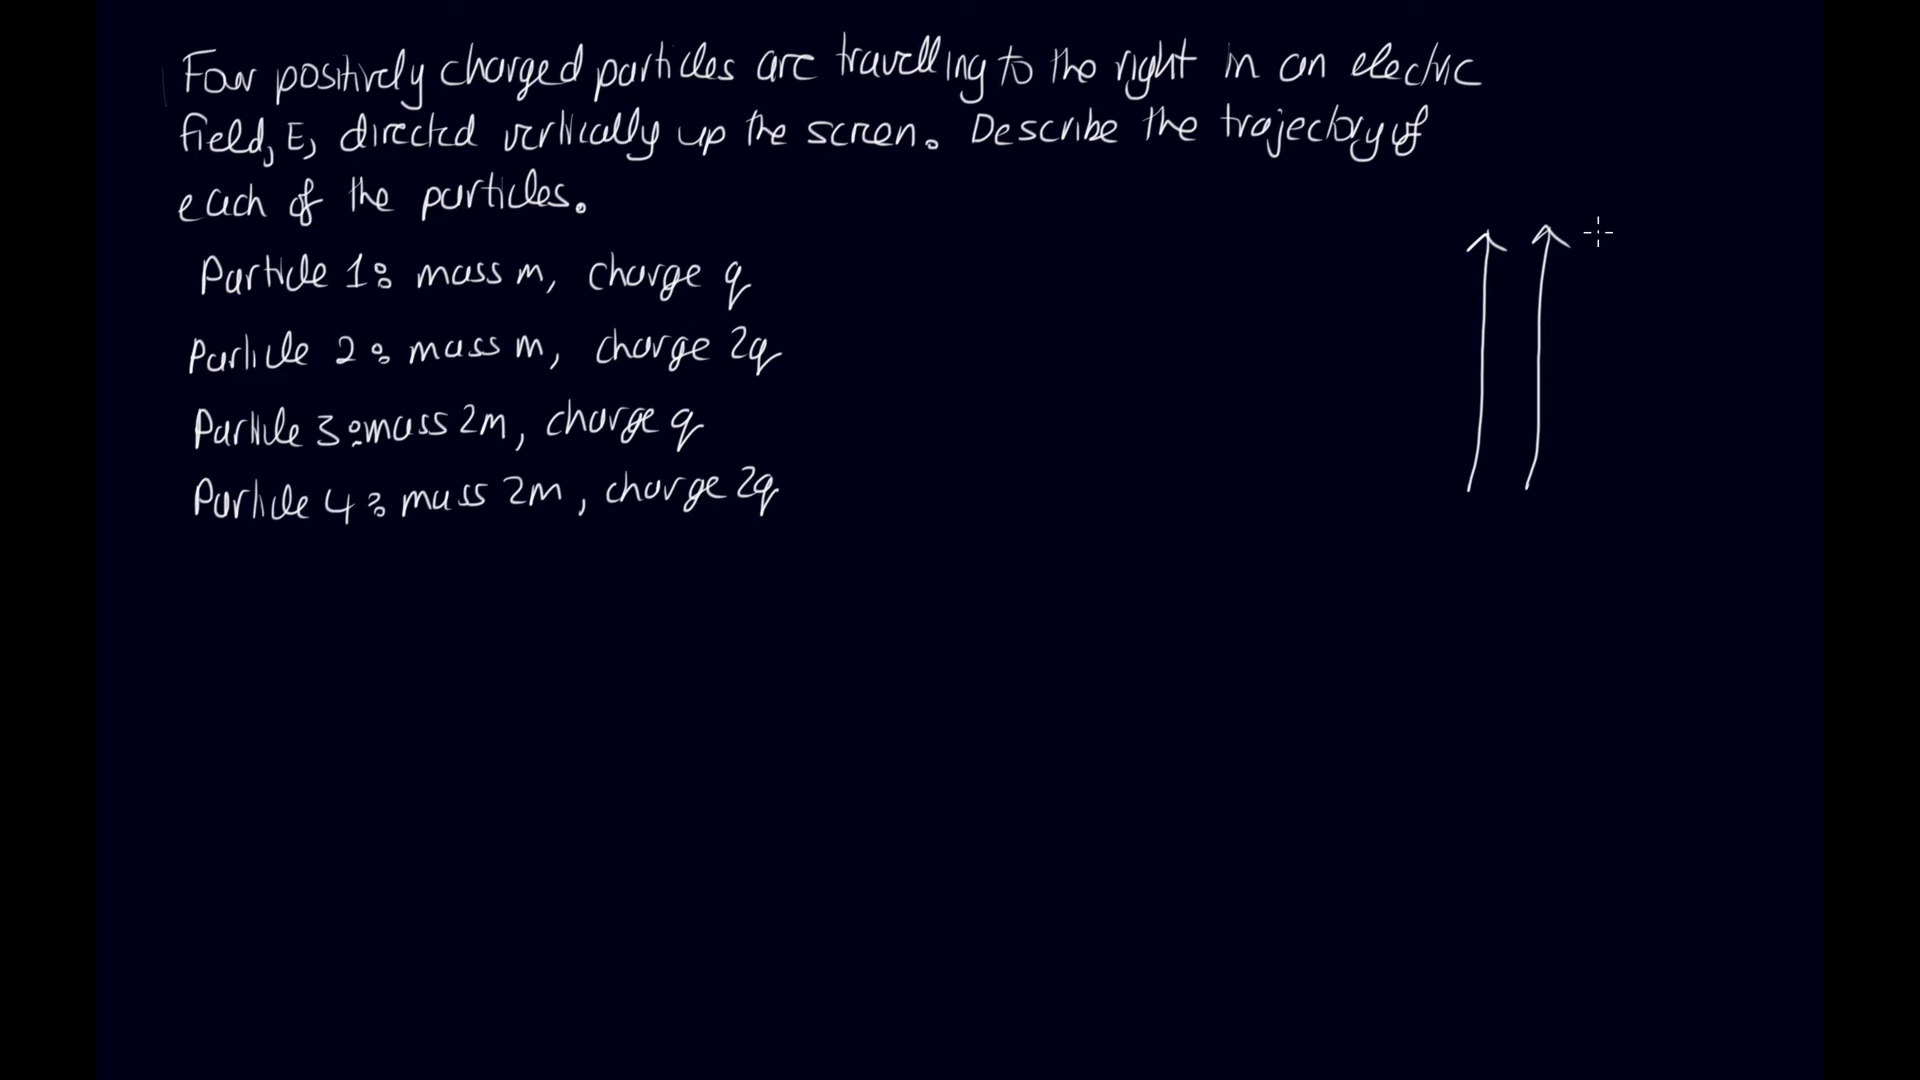 Four positively charged particles are travelling to the right in an electric
field, E, directed vertically up the screen. Describe the trajectory of
each of the particles.
Particle 1: mass m, charge q
Particle 2: mass m, charge 2q
Particle 3: mass 2m, charge q
Particle 4: mass 2m, charge 2q